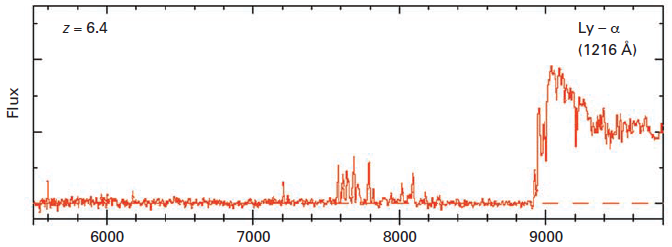 z = 6.4
Ly – α
(1216 Å)
Flux
6000 7000 8000 9000